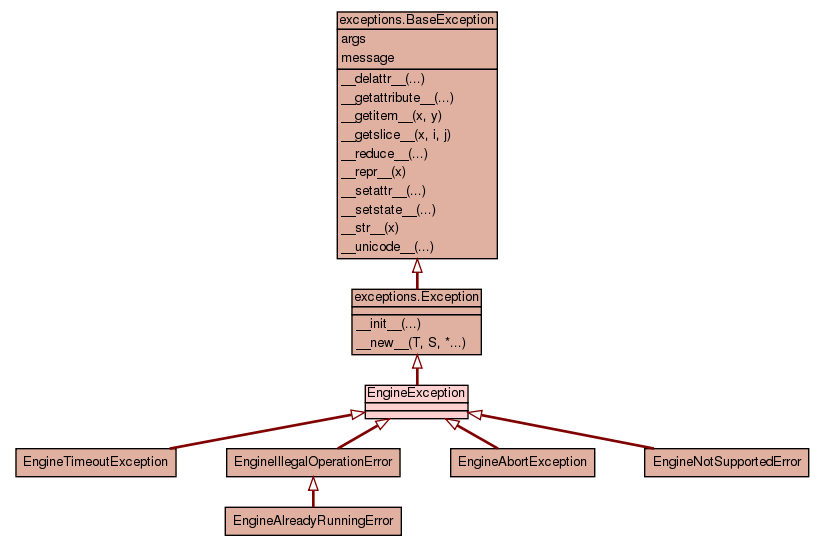 exceptions.BaseException
args
message
__delattr__(...)
__getattribute__(...)
__getitem__(x, y)
__getslice__(x, i, j)
__reduce__(...)
__repr__(x)
__setattr__(...)
__setstate__(...)
__str__(x)
__unicode__(...)
exceptions.Exception
__init__(...)
__new__(T, S, *...)
EngineException
EngineTimeoutException
EngineIllegalOperationError
EngineAbortException
EngineNotSupportedError
EngineAlreadyRunningError